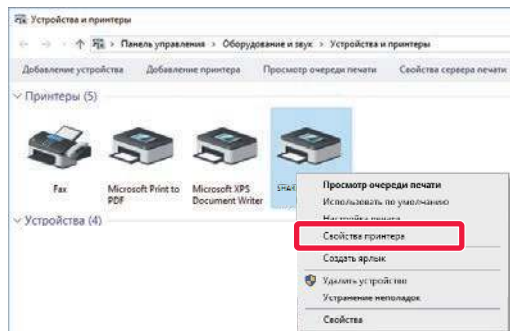 Устройства и принтеры
Панель управления > Оборудование и звук > Устройства и принтеры
Добавление устройства Добавление принтера Просмотр очереди печати Свойства сервера печати
Принтеры (5)
Fax
Microsoft Print to PDF
Microsoft XPS Document Writer
Просмотр очереди печати
Использовать по умолчанию
Настройка печати
Свойства принтера
Создать ярлык
Удалить устройство
Устранение неполадок
Свойства
Устройства (4)